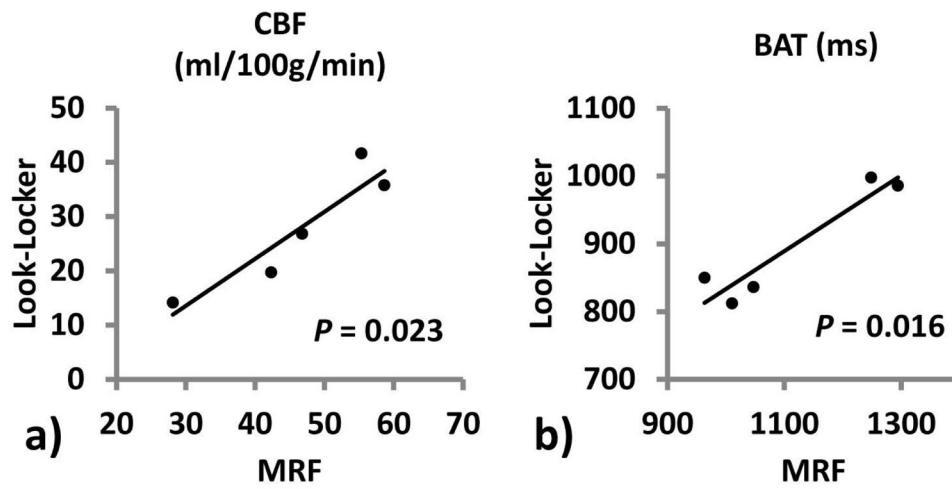 CBF
(ml/100g/min)
50
40
30
20
10
0
Look-Locker
20 30 40 50 60 70
MRF
P = 0.023
a)
BAT (ms)
1100
1000
900
800
700
Look-Locker
900 1100 1300
MRF
P = 0.016
b)